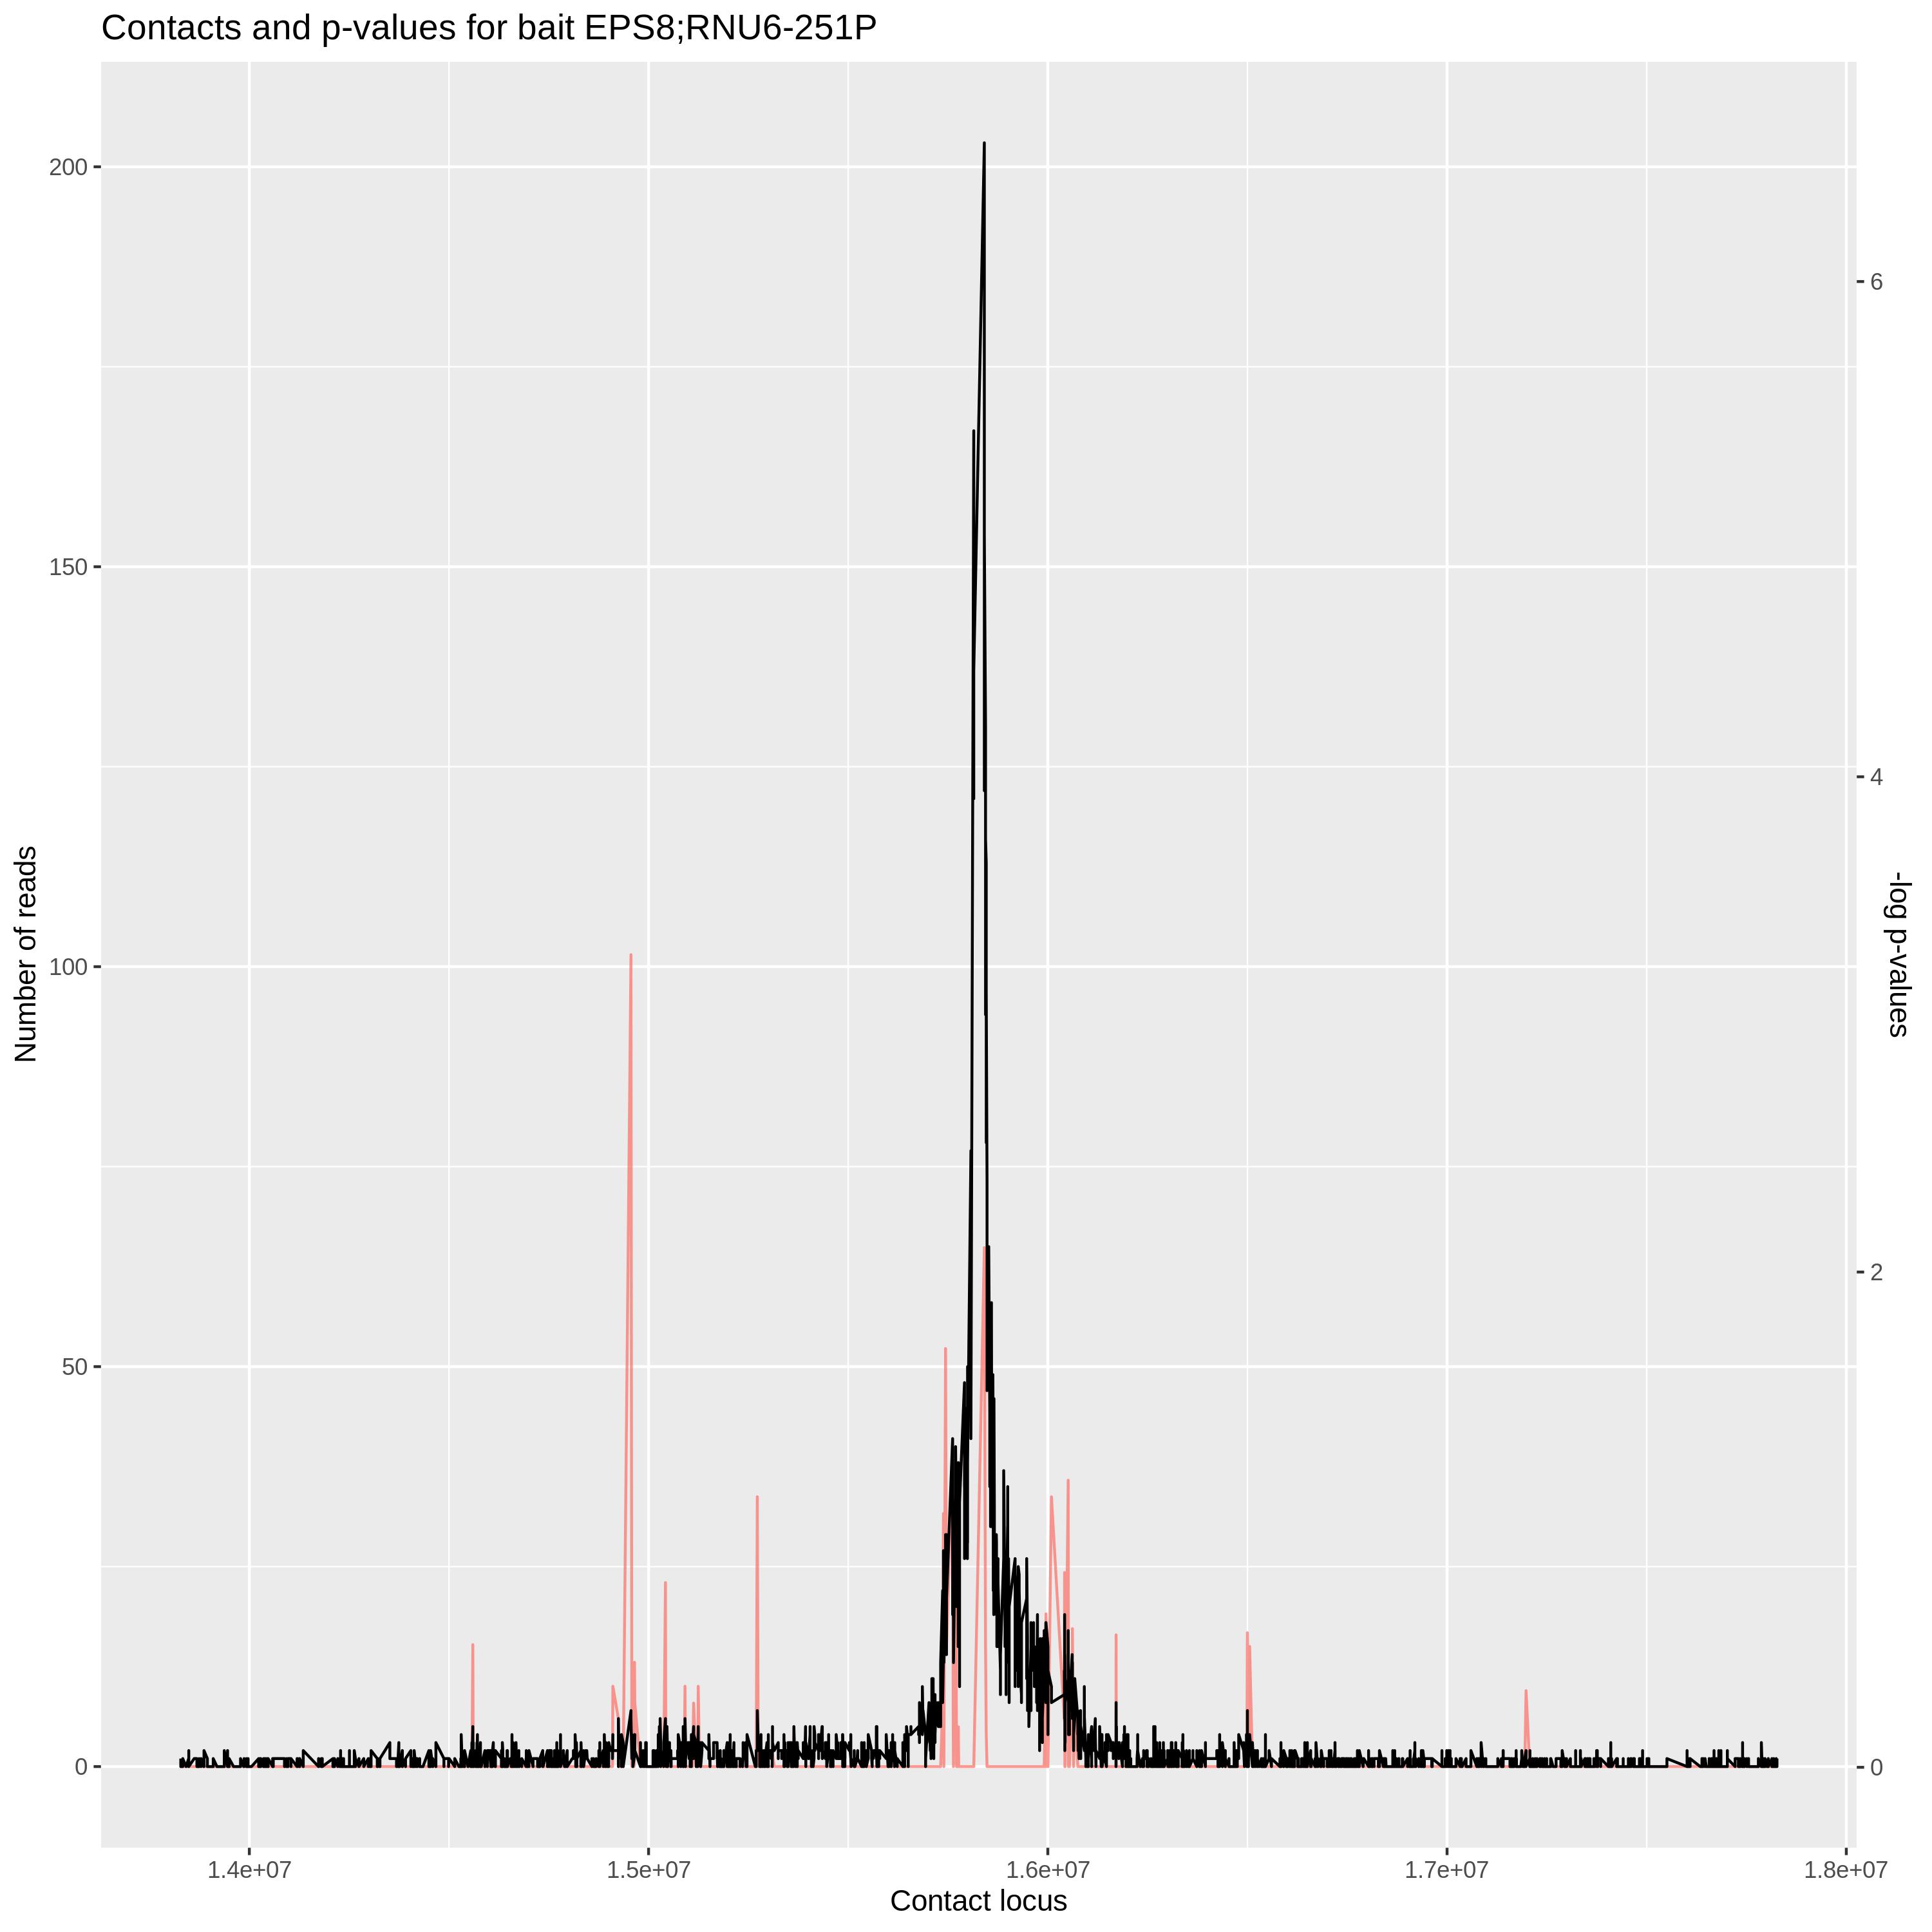 Contacts and p-values for bait EPS8;RNU6-251P
200
150
100
50
0
Number of reads
6
4
2
0
-log p-values
1.4e+07 1.5e+07 1.6e+07 1.7e+07 1.8e+07
Contact locus